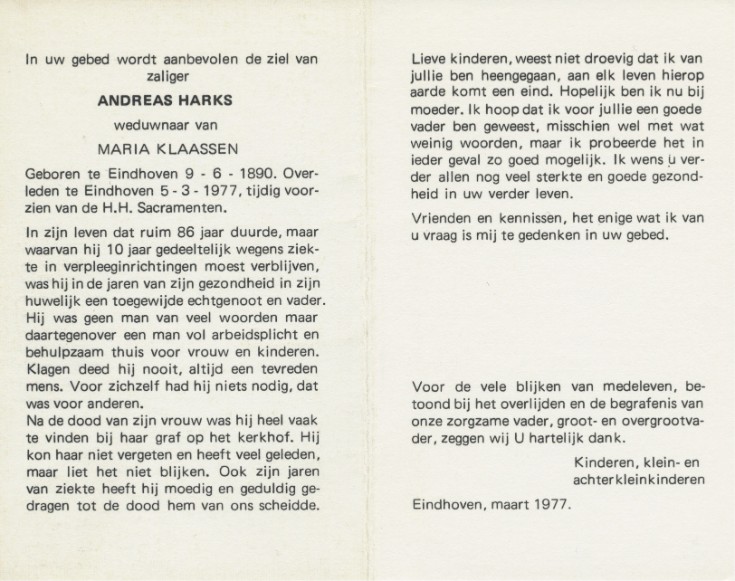 In uw gebed wordt aanbevolen de ziel van
zaliger
ANDREAS HARKS
weduwnaar van
MARIA KLAASSEN
Geboren te Eindhoven 9 - 6 - 1890. Over-
leden te Eindhoven 5 - 3 - 1977, tijdig voor-
zien van de H.H. Sacramenten.
In zijn leven dat ruim 86 jaar duurde, maar
waarvan hij 10 jaar gedeeltelijk wegens ziek-
te in verpleeginrichtingen moest verblijven,
was hij in de jaren van zijn gezondheid in zijn
huwelijk een toegewijde echtgenoot en vader.
Hij was geen man van veel woorden maar
daartegenover een man vol arbeidsplicht en
behulpzaam thuis voor vrouw en kinderen.
Klagen deed hij nooit, altijd een tevreden
mens. Voor zichzelf had hij niets nodig, dat
was voor anderen.
Na de dood van zijn vrouw was hij heel vaak
te vinden bij haar graf op het kerkhof. Hij
kon haar niet vergeten en heeft veel geleden,
maar liet het niet blijken. Ook zijn jaren
van ziekte heeft hij moedig en geduldig ge-
dragen tot de dood hem van ons scheidde.
Lieve kinderen, weest niet droevig dat ik van
jullie ben heengegaan, aan elk leven hierop
aarde komt een eind. Hopelijk ben ik nu bij
moeder. Ik hoop dat ik voor jullie een goede
vader ben geweest, misschien wel met wat
weinig woorden, maar ik probeerde het in
ieder geval zo goed mogelijk. Ik wens u ver-
der allen nog veel sterkte en goede gezond-
heid in uw verder leven.
Vrienden en kennissen, het enige wat ik van
u vraag is mij te gedenken in uw gebed.
Voor de vele blijken van medeleven, be-
toond bij het overlijden en de begrafenis van
onze zorgzame vader, groot- en overgrootva-
der, zeggen wij U hartelijk dank.
Kinderen, klein- en
achterkleinkinderen
Eindhoven, maart 1977.